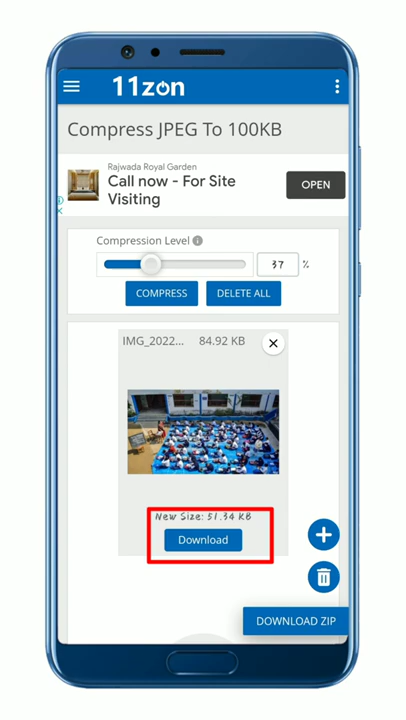 11zon
Compress JPEG To 100KB
Rajwada Royal Garden
Call now - For Site
Visiting
OPEN
Compression Level
37 %
COMPRESS
DELETE ALL
IMG_2022... 84.92 KB
New Size: 51.34 KB
Download
DOWNLOAD ZIP